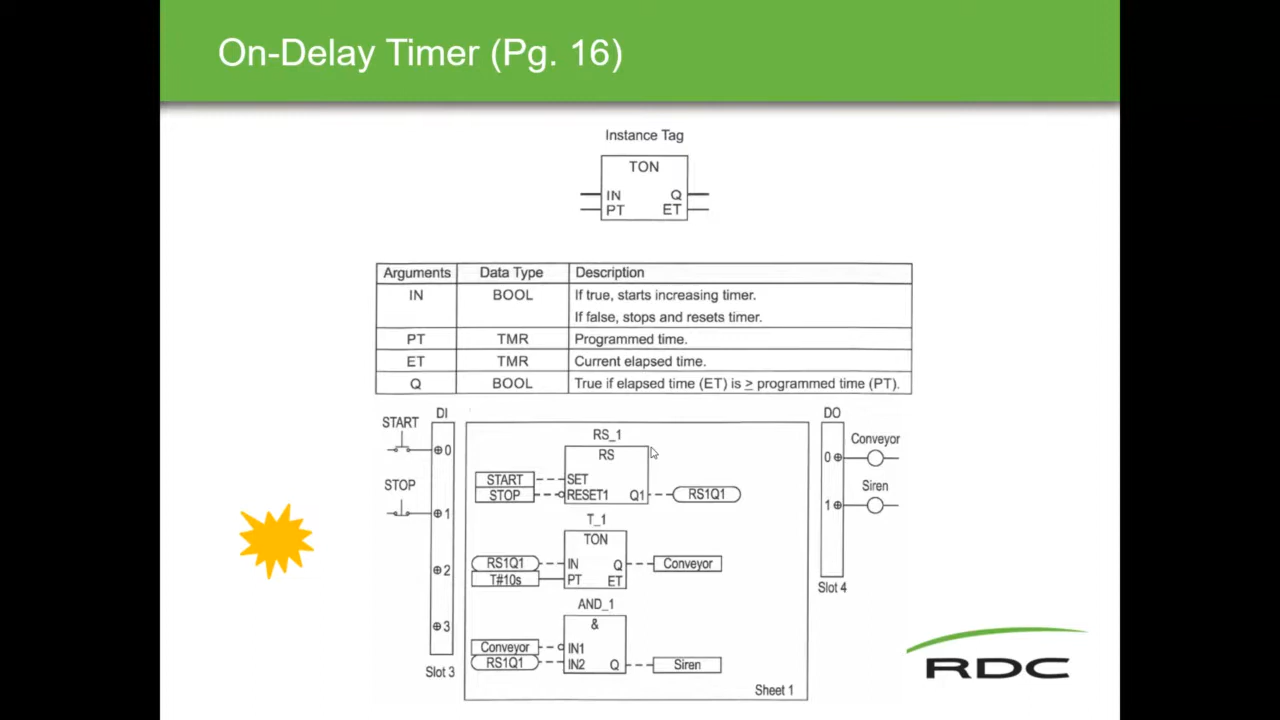 On-Delay Timer (Pg. 16)
Instance Tag
TON
IN Q
PT ET
Arguments Data Type Description
IN BOOL If true, starts increasing timer.
If false, stops and resets timer.
PT TMR Programmed time.
ET TMR Current elapsed time.
Q BOOL True if elapsed time (ET) is ≥ programmed time (PT).
DI
START
0
STOP
1
2
3
Slot 3
RS_1
RS
START SET
STOP RESET1 Q1 RS1Q1
T_1
TON
RS1Q1 IN Q Conveyor
T#10s PT ET
AND_1
&
Conveyor IN1
RS1Q1 IN2 Q Siren
Sheet 1
DO
Conveyor
0
Siren
1
Slot 4
RDC